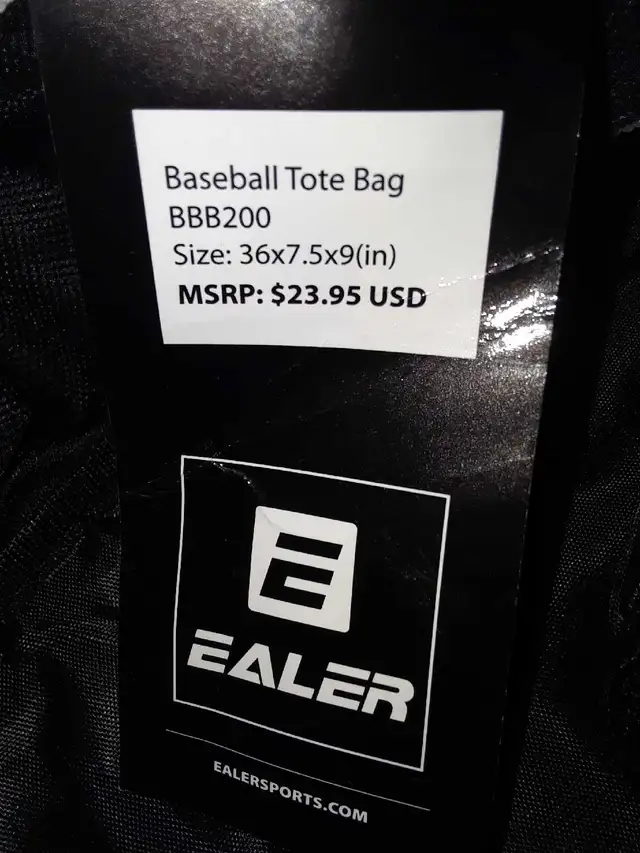 Baseball Tote Bag
BBB200
Size: 36x7.5x9(in)
MSRP: $23.95 USD
E
EALER
EALERSPORTS.COM